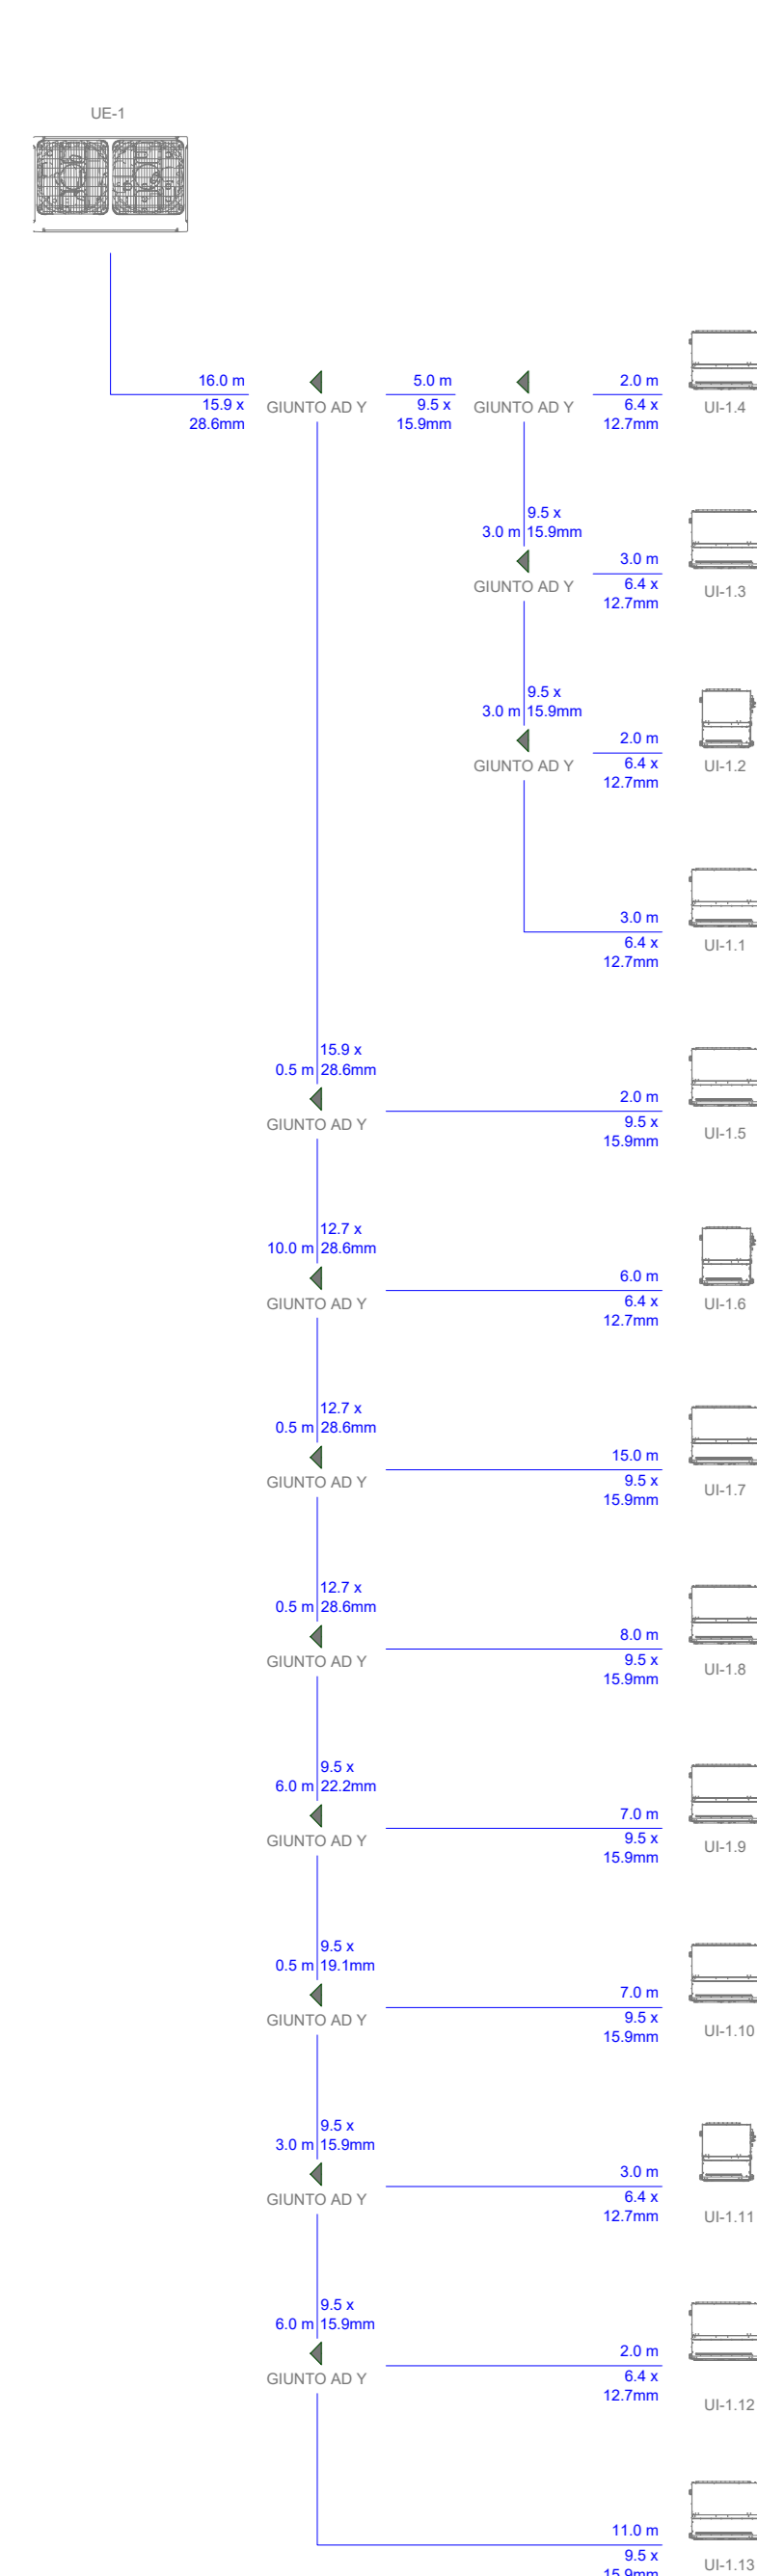 UE-1
16.0 m
15.9 x
28.6mm
GIUNTO AD Y
5.0 m
9.5 x
15.9mm
GIUNTO AD Y
2.0 m
6.4 x
12.7mm
UI-1.4
9.5 x
3.0 m 15.9mm
GIUNTO AD Y
3.0 m
6.4 x
12.7mm
UI-1.3
9.5 x
3.0 m 15.9mm
GIUNTO AD Y
2.0 m
6.4 x
12.7mm
UI-1.2
3.0 m
6.4 x
12.7mm
UI-1.1
15.9 x
0.5 m 28.6mm
GIUNTO AD Y
2.0 m
9.5 x
15.9mm
UI-1.5
12.7 x
10.0 m 28.6mm
GIUNTO AD Y
6.0 m
6.4 x
12.7mm
UI-1.6
12.7 x
0.5 m 28.6mm
GIUNTO AD Y
15.0 m
9.5 x
15.9mm
UI-1.7
12.7 x
0.5 m 28.6mm
GIUNTO AD Y
8.0 m
9.5 x
15.9mm
UI-1.8
9.5 x
6.0 m 22.2mm
GIUNTO AD Y
7.0 m
9.5 x
15.9mm
UI-1.9
9.5 x
0.5 m 19.1mm
GIUNTO AD Y
7.0 m
9.5 x
15.9mm
UI-1.10
9.5 x
3.0 m 15.9mm
GIUNTO AD Y
3.0 m
6.4 x
12.7mm
UI-1.11
9.5 x
6.0 m 15.9mm
GIUNTO AD Y
2.0 m
6.4 x
12.7mm
UI-1.12
11.0 m
9.5 x
15.9mm
UI-1.13